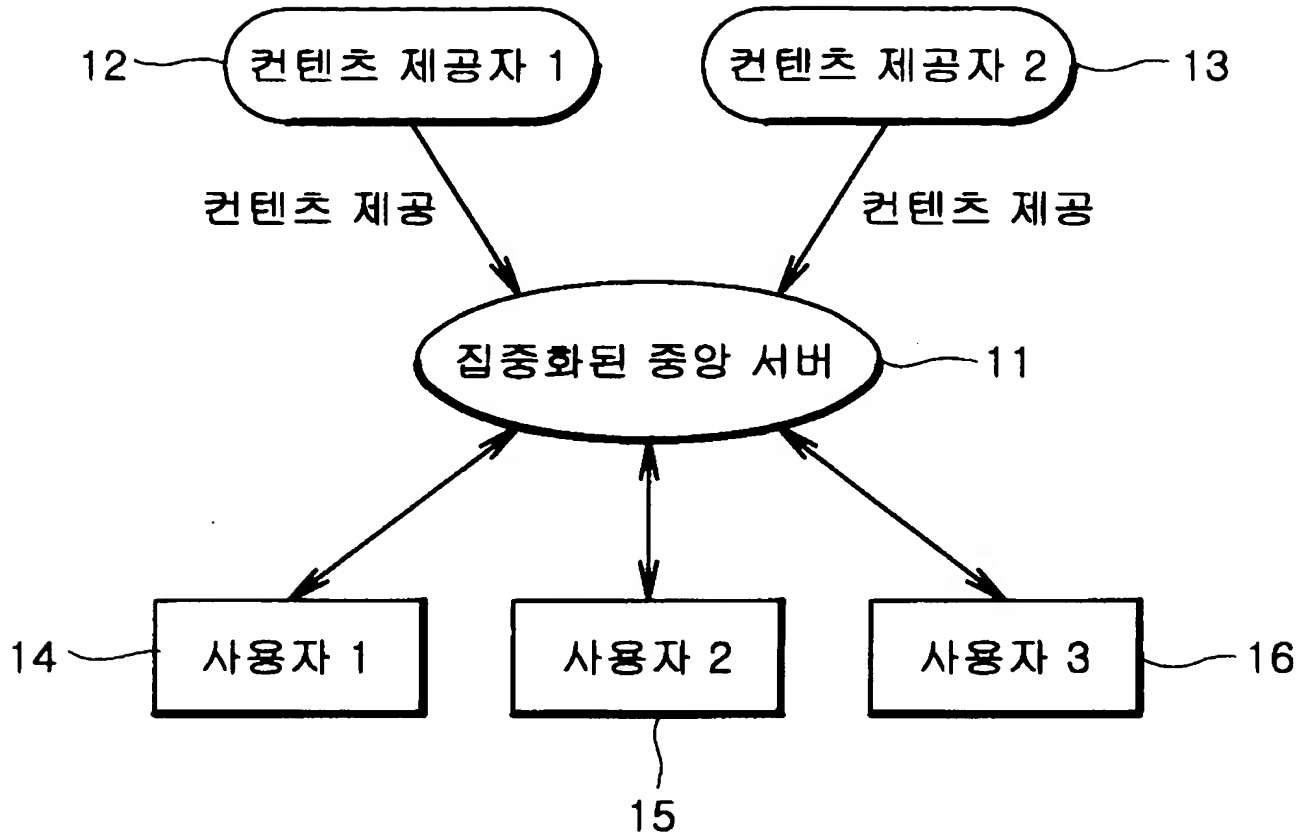 12 컨텐츠 제공자 1 컨텐츠 제공자 2 13
컨텐츠 제공 컨텐츠 제공
집중화된 중앙 서버 11
14 사용자 1 사용자 2 사용자 3 16
15